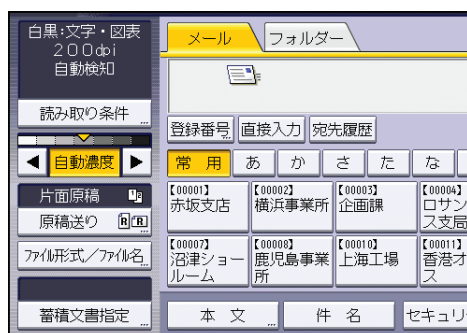 白黒:文字・図表
200dpi
自動検知
読み取り条件
自動濃度
片面原稿
原稿送り
ファイル形式/ファイル名
蓄積文書指定
メール
フォルダー
登録番号
直接入力
宛先履歴
常用
あ
か
さ
た
な
【00001】
赤坂支店
【00002】
横浜事業所
【00003】
企画課
【00004】
ロサン
ス支局
【00007】
沼津ショー
ルーム
【00008】
鹿児島事業
所
【00010】
上海工場
【00011】
香港オ
ス
本文
件名
セキュリ